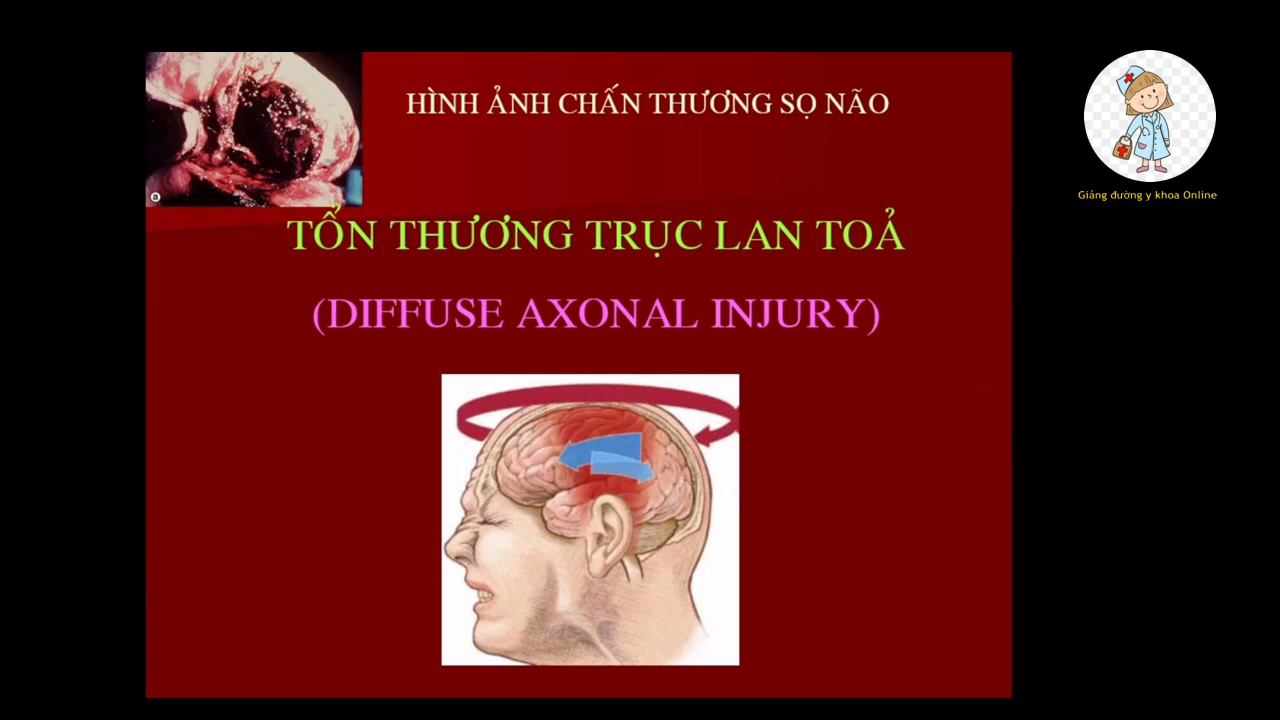 HÌNH ẢNH CHẤN THƯƠNG SỌ NÃO
TỔN THƯƠNG TRỤC LAN TOẢ
(DIFFUSE AXONAL INJURY)
Giảng đường y khoa Online